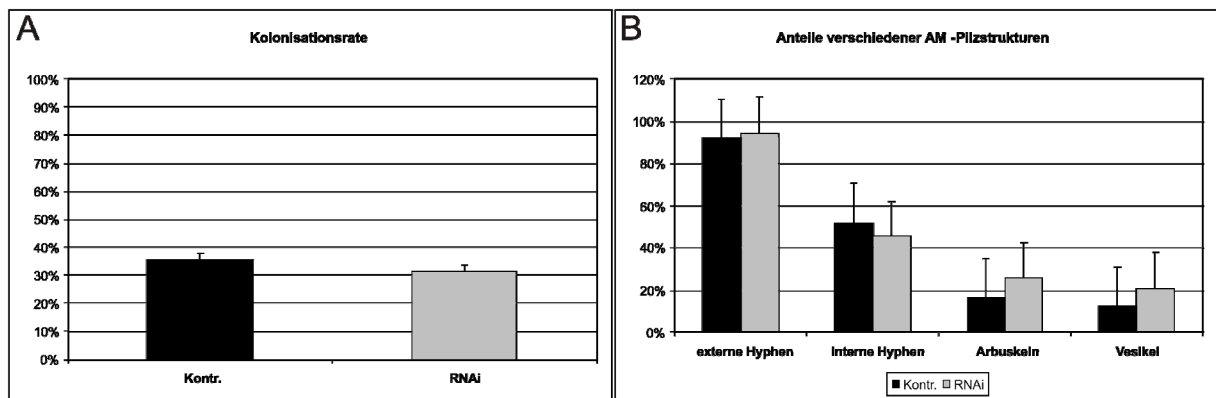 A
Kolonisationsrate
100%
90%
80%
70%
60%
50%
40%
30%
20%
10%
0%
Kontr.
RNAi
B
Anteile verschiedener AM -Pilzstrukturen
120%
100%
80%
60%
40%
20%
0%
externe Hyphen
interne Hyphen
Arbuskeln
Vesikel
Kontr.
RNAi